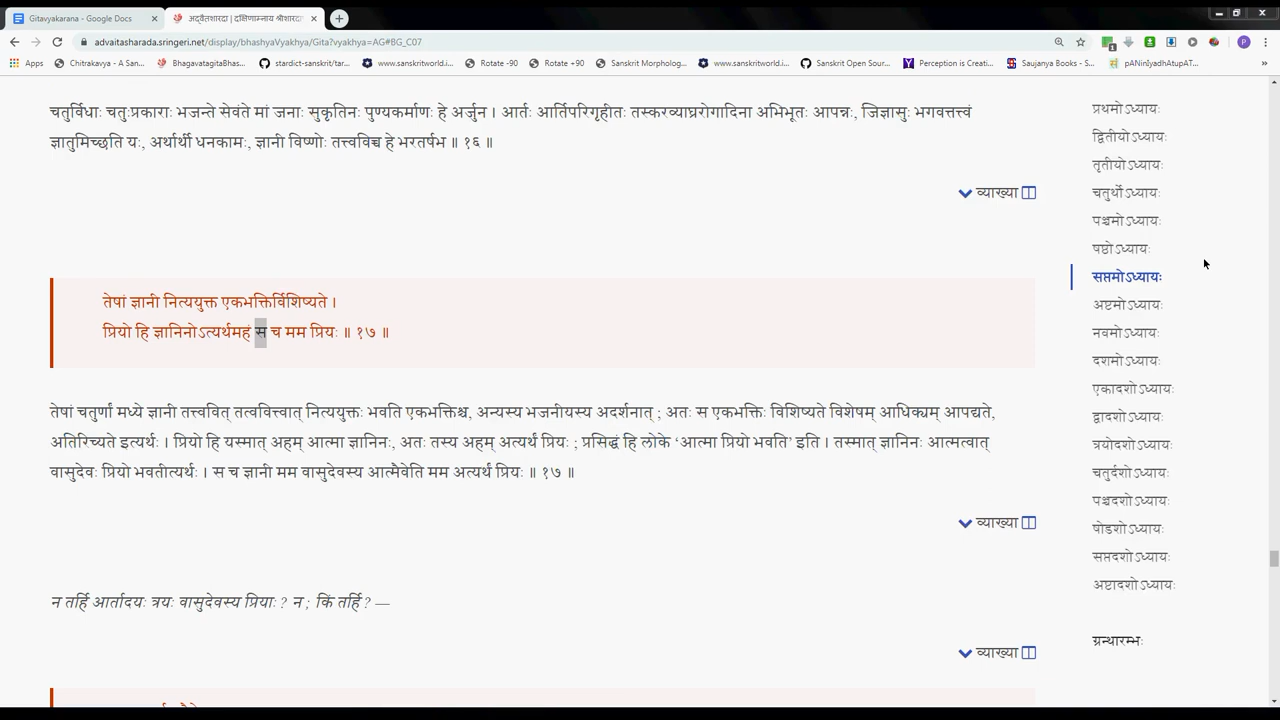 Gitavyakarana - Google Docs
अद्वैतशारदा | दक्षिणाम्नाय श्रीशारदा
advaitasharada.sringeri.net/display/bhashyaVyakhya/Gita?vyakhya=AG#BG_C07
Apps Chitrakavya - A San... BhagavatagitaBhas... stardict-sanskrit/tar... www.sanskritworld.i... Rotate -90 Rotate +90 Sanskrit Morpholog... www.sanskritworld.i... Sanskrit Open Sour... Perception is Creati... Saujanya Books - S... pANinIyadhAtupAT... »
चतुर्विधाः चतुःप्रकाराः भजन्ते सेवंते मां जनाः सुकृतिनः पुण्यकर्माणः हे अर्जुन । आर्तः आर्तिपरिगृहीतः तस्करव्याघ्ररोगादिना अभिभूतः आपन्नः, जिज्ञासुः भगवत्तत्त्वं
ज्ञातुमिच्छति यः, अर्थार्थी धनकामः, ज्ञानी विष्णोः तत्त्वविच्च हे भरतर्षभ ॥ १६ ॥
व्याख्या
तेषां ज्ञानी नित्ययुक्त एकभक्तिर्विशिष्यते ।
प्रियो हि ज्ञानिनोऽत्यर्थमहं स च मम प्रियः ॥ १७ ॥
तेषां चतुर्णां मध्ये ज्ञानी तत्त्ववित् तत्ववित्त्वात् नित्ययुक्तः भवति एकभक्तिश्च, अन्यस्य भजनीयस्य अदर्शनात् ; अतः स एकभक्तिः विशिष्यते विशेषम् आधिक्यम् आपद्यते,
अतिरिच्यते इत्यर्थः । प्रियो हि यस्मात् अहम् आत्मा ज्ञानिनः, अतः तस्य अहम् अत्यर्थं प्रियः ; प्रसिद्धं हि लोके ‘आत्मा प्रियो भवति’ इति । तस्मात् ज्ञानिनः आत्मत्वात्
वासुदेवः प्रियो भवतीत्यर्थः । स च ज्ञानी मम वासुदेवस्य आत्मैवेति मम अत्यर्थं प्रियः ॥ १७ ॥
व्याख्या
न तर्हि आर्तादयः त्रयः वासुदेवस्य प्रियाः ? न ; किं तर्हि ? —
व्याख्या
प्रथमोऽध्यायः
द्वितीयोऽध्यायः
तृतीयोऽध्यायः
चतुर्थोऽध्यायः
पञ्चमोऽध्यायः
षष्ठोऽध्यायः
सप्तमोऽध्यायः
अष्टमोऽध्यायः
नवमोऽध्यायः
दशमोऽध्यायः
एकादशोऽध्यायः
द्वादशोऽध्यायः
त्रयोदशोऽध्यायः
चतुर्दशोऽध्यायः
पञ्चदशोऽध्यायः
षोडशोऽध्यायः
सप्तदशोऽध्यायः
अष्टादशोऽध्यायः
ग्रन्थारम्भः